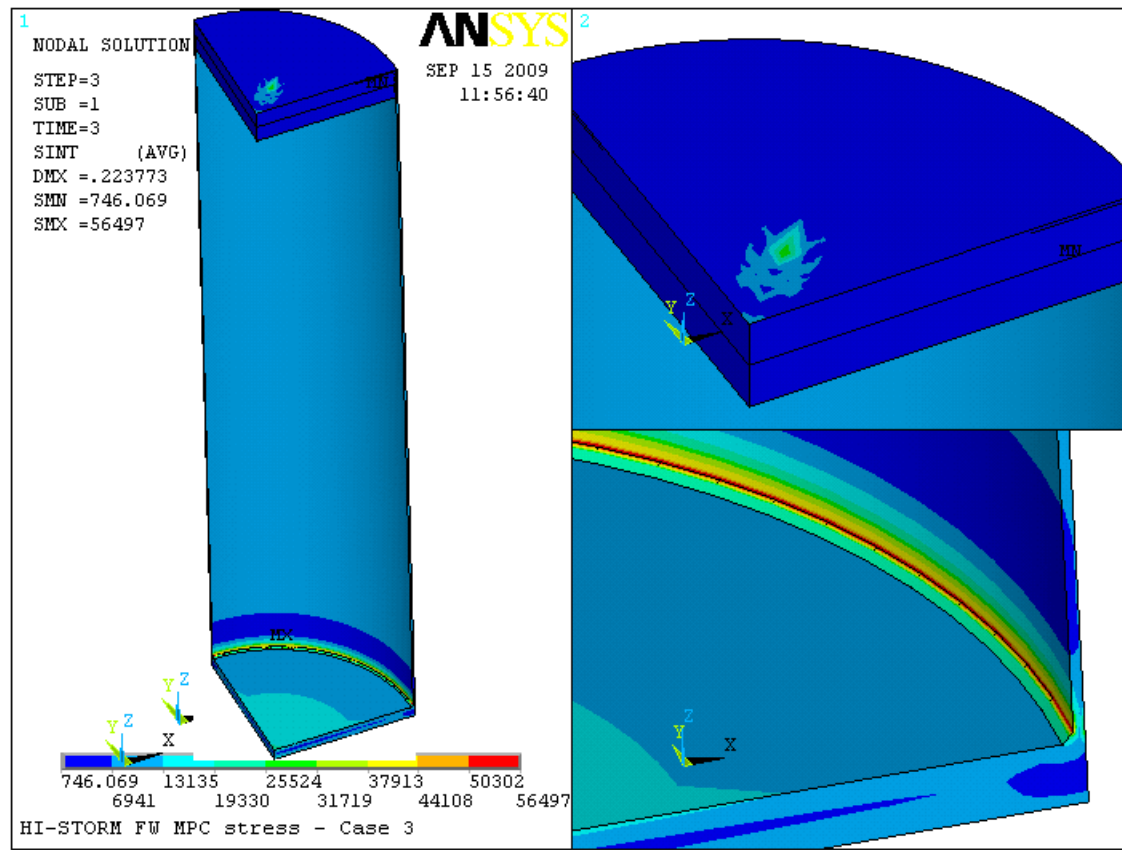 1
NODAL SOLUTION
STEP=3
SUB =1
TIME=3
SINT (AVG)
DMX =.223773
SMN =746.069
SMX =56497
ANSYS
SEP 15 2009
11:56:40
MN
MX
Y
Z
Y
Z
X
746.069
6941
13135
19330
25524
31719
37913
44108
50302
56497
HI-STORM FW MPC stress - Case 3
2
MN
Y
Z
X
Y
Z
X